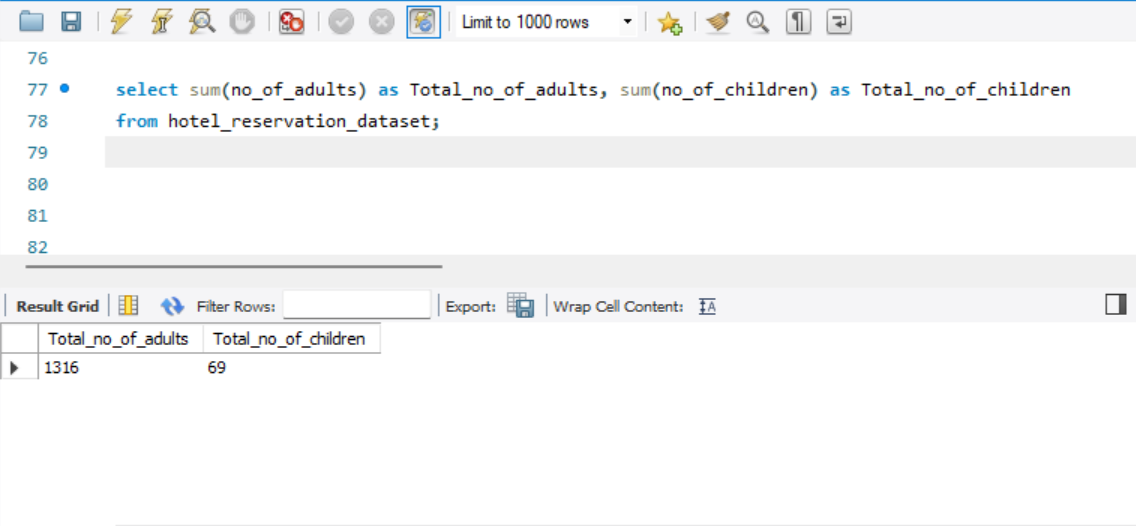 Limit to 1000 rows
76
77 select sum(no_of_adults) as Total_no_of_adults, sum(no_of_children) as Total_no_of_children
78 from hotel_reservation_dataset;
79
80
81
82
Result Grid Filter Rows: Export: Wrap Cell Content: IA
Total_no_of_adults Total_no_of_children
1316 69